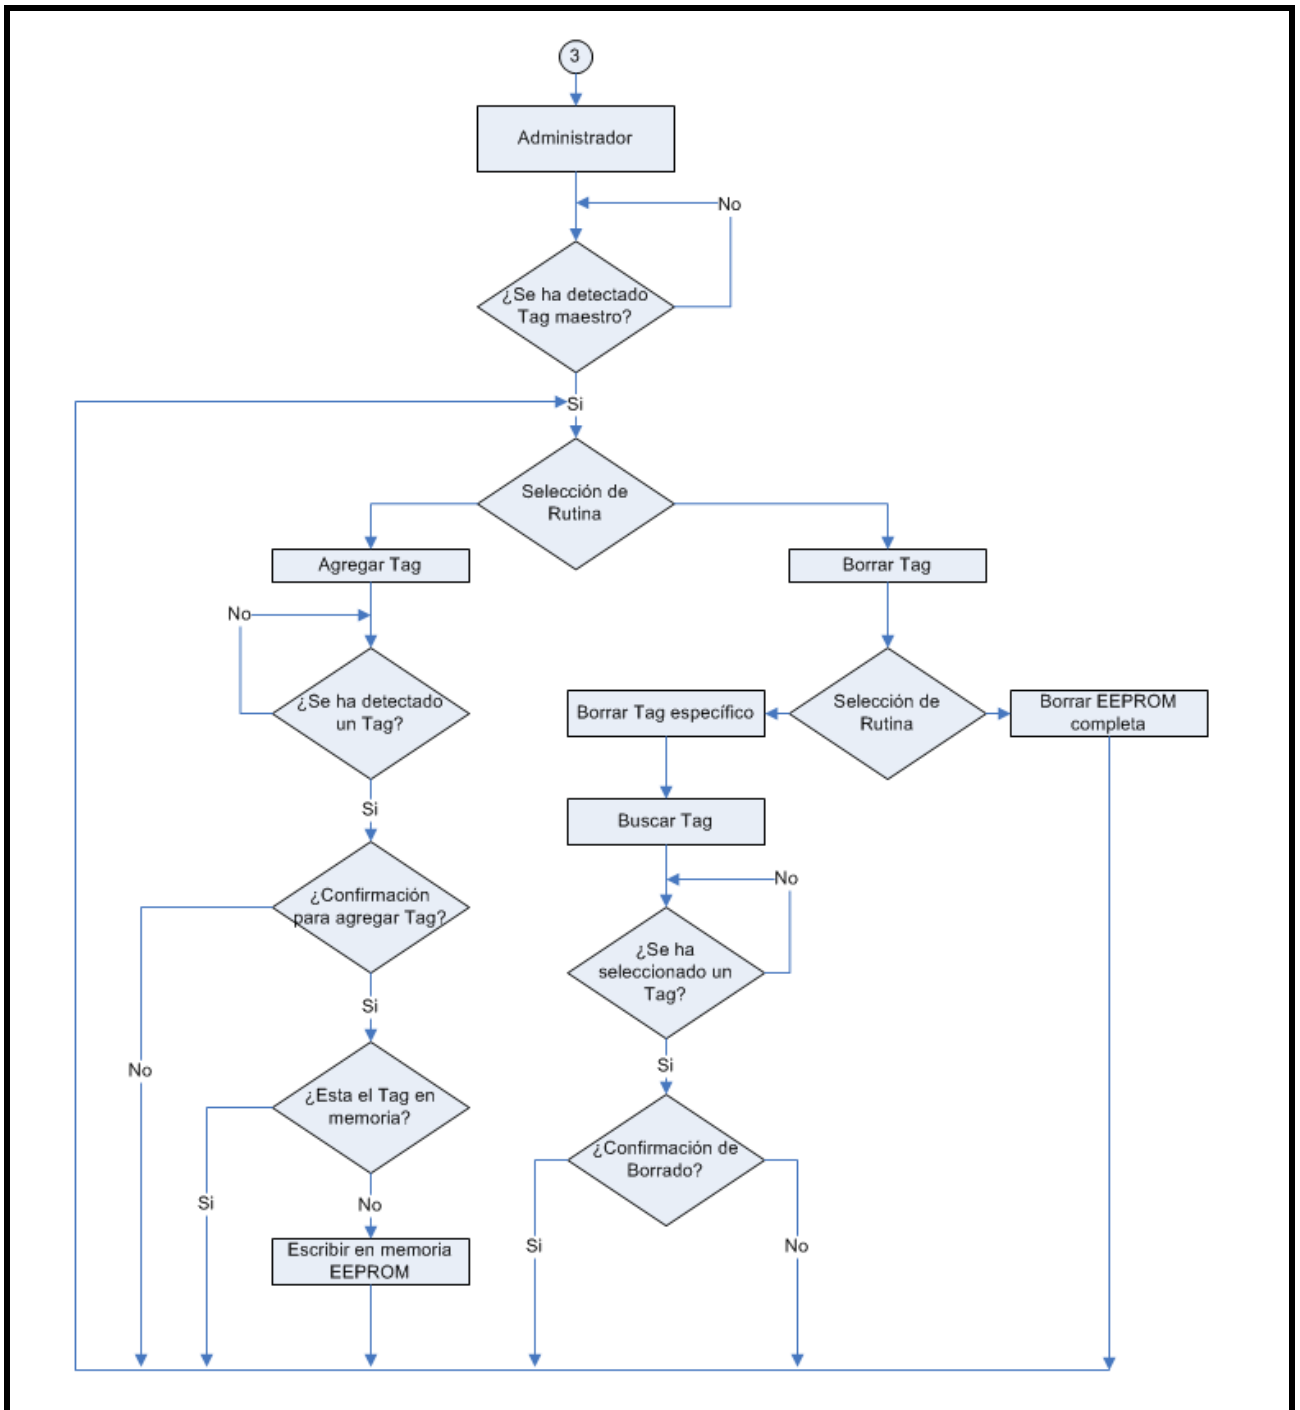 3
Administrador
No
¿Se ha detectado
Tag maestro?
Si
Selección de
Rutina
Agregar Tag
Borrar Tag
No
¿Se ha detectado
un Tag?
Borrar Tag específico
Selección de
Rutina
Borrar EEPROM
completa
Si
Buscar Tag
No
¿Confirmación
para agregar Tag?
¿Se ha
seleccionado un
Tag?
Si
No
Si
¿Esta el Tag en
memoria?
¿Confirmación de
Borrado?
Si
No
Si
No
Escribir en memoria
EEPROM